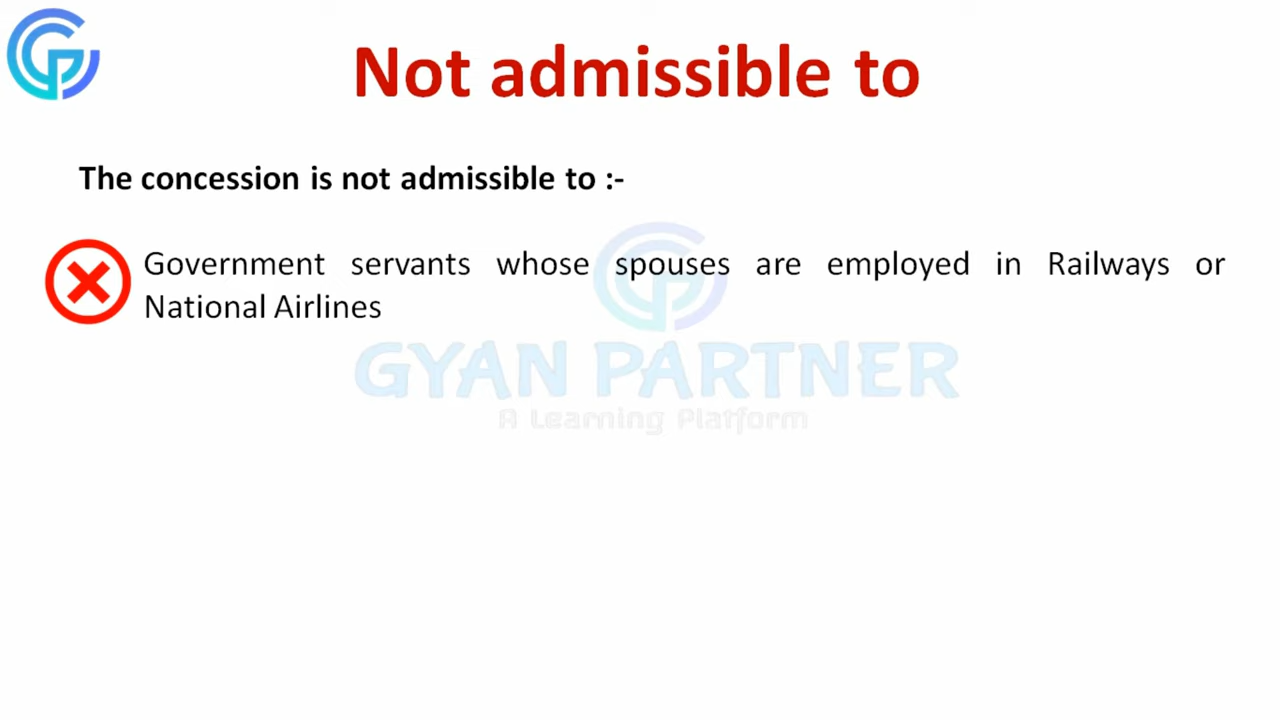 Not admissible to
The concession is not admissible to :-
Government servants whose spouses are employed in Railways or
National Airlines
GYAN PARTNER
A Learning Platform